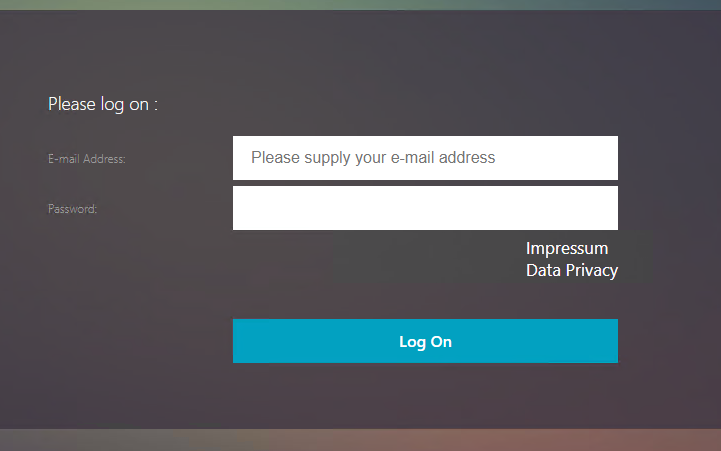 Please log on :
E-mail Address:
Please supply your e-mail address
Password:
Impressum
Data Privacy
Log On